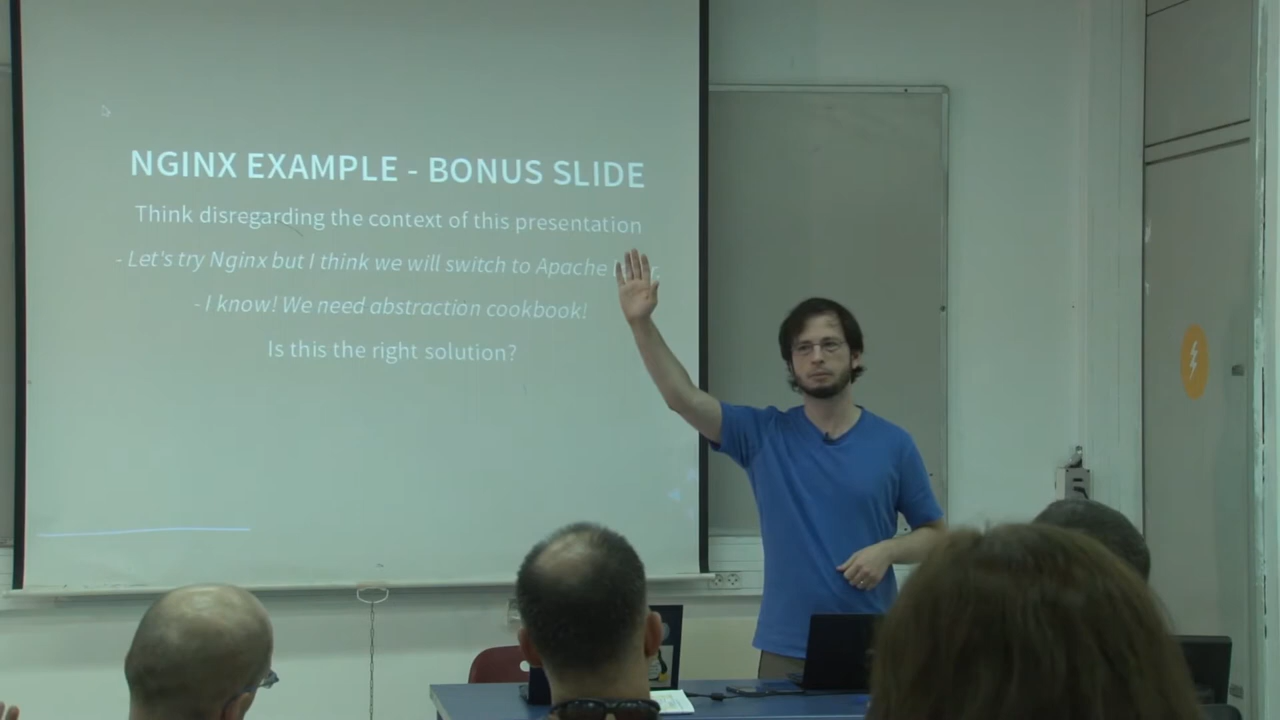 NGINX EXAMPLE - BONUS SLIDE
Think disregarding the context of this presentation
- Let's try Nginx but I think we will switch to Apache
- I know! We need abstraction cookbook!
Is this the right solution?